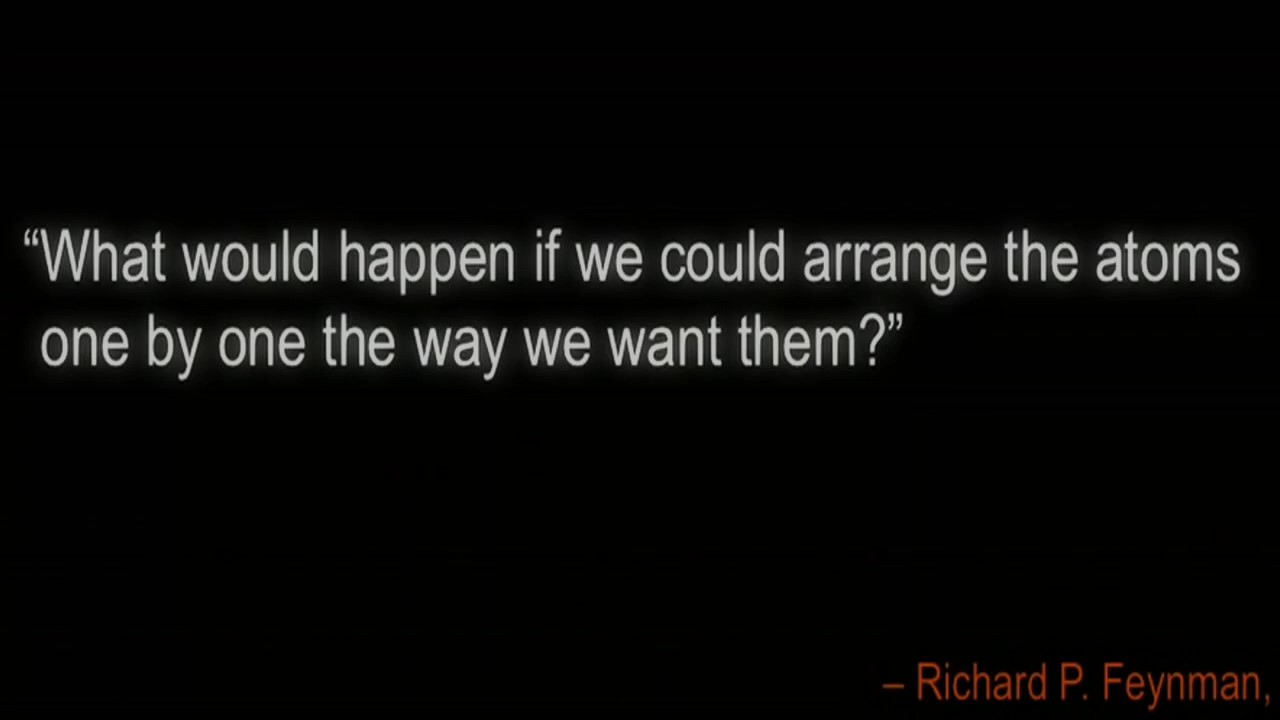 “What would happen if we could arrange the atoms
one by one the way we want them?”
– Richard P. Feynman,